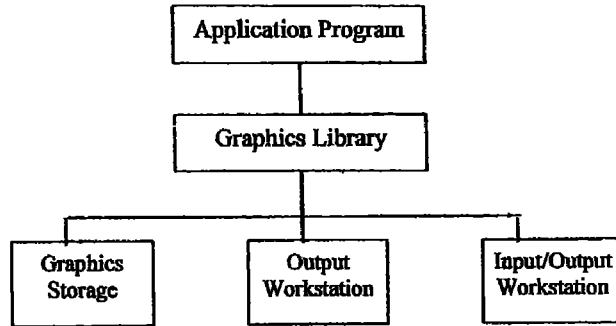 Application Program
Graphics Library
Graphics
Storage
Output
Workstation
Input/Output
Workstation